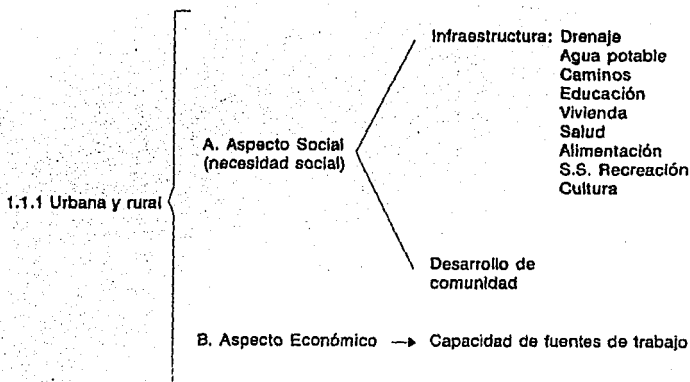 Infraestructura: Drenaje
Agua potable
Caminos
Educación
Vivienda
Salud
Alimentación
S.S. Recreación
Cultura
A. Aspecto Social
(necesidad social)
1.1.1 Urbana y rural
Desarrollo de
comunidad
B. Aspecto Económico → Capacidad de fuentes de trabajo